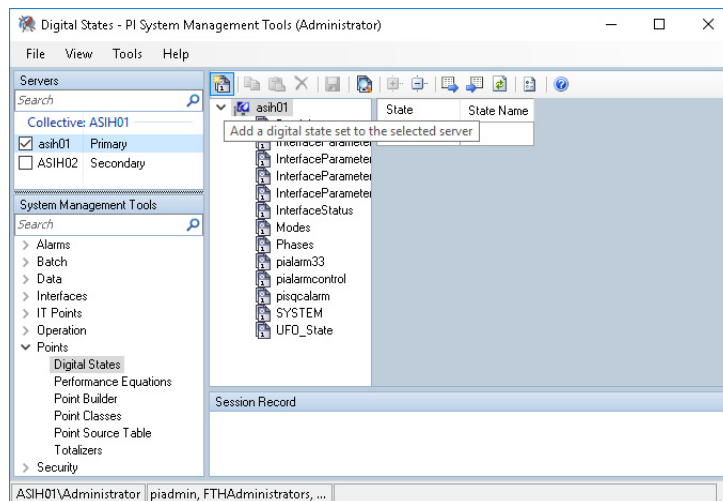 Digital States - PI System Management Tools (Administrator)
File View Tools Help
Servers
Search
Collective: ASIH01
asih01 Primary
ASIH02 Secondary
System Management Tools
Search
Alarms
Batch
Data
Interfaces
IT Points
Operation
Points
Digital States
Performance Equations
Point Builder
Point Classes
Point Source Table
Totalizers
Security
asih01
Add a digital state set to the selected server
InterfaceParameter
InterfaceParameter
InterfaceParameter
InterfaceParameter
InterfaceStatus
Modes
Phases
pialarm33
pialarmcontrol
pisqcalarm
SYSTEM
UFO_State
State State Name
Session Record
ASIH01\Administrator piadmin, FTHAdministrators, ...